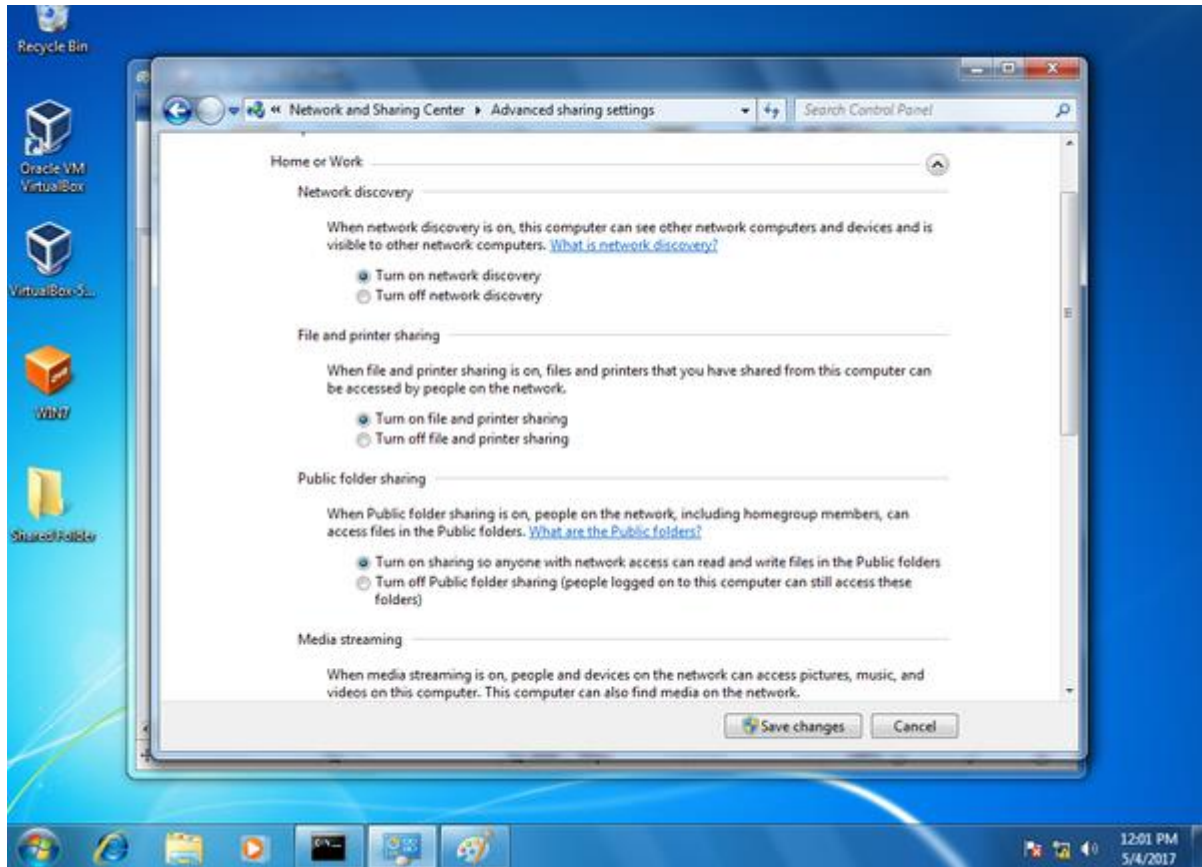 Recycle Bin
Oracle VM
VirtualBox
VirtualBox-5...
WIN7
Shared Folder
« Network and Sharing Center ▸ Advanced sharing settings
Search Control Panel
Home or Work
Network discovery
When network discovery is on, this computer can see other network computers and devices and is
visible to other network computers. What is network discovery?
Turn on network discovery
Turn off network discovery
File and printer sharing
When file and printer sharing is on, files and printers that you have shared from this computer can
be accessed by people on the network.
Turn on file and printer sharing
Turn off file and printer sharing
Public folder sharing
When Public folder sharing is on, people on the network, including homegroup members, can
access files in the Public folders. What are the Public folders?
Turn on sharing so anyone with network access can read and write files in the Public folders
Turn off Public folder sharing (people logged on to this computer can still access these
folders)
Media streaming
When media streaming is on, people and devices on the network can access pictures, music, and
videos on this computer. This computer can also find media on the network.
Save changes
Cancel
12:01 PM
5/4/2017